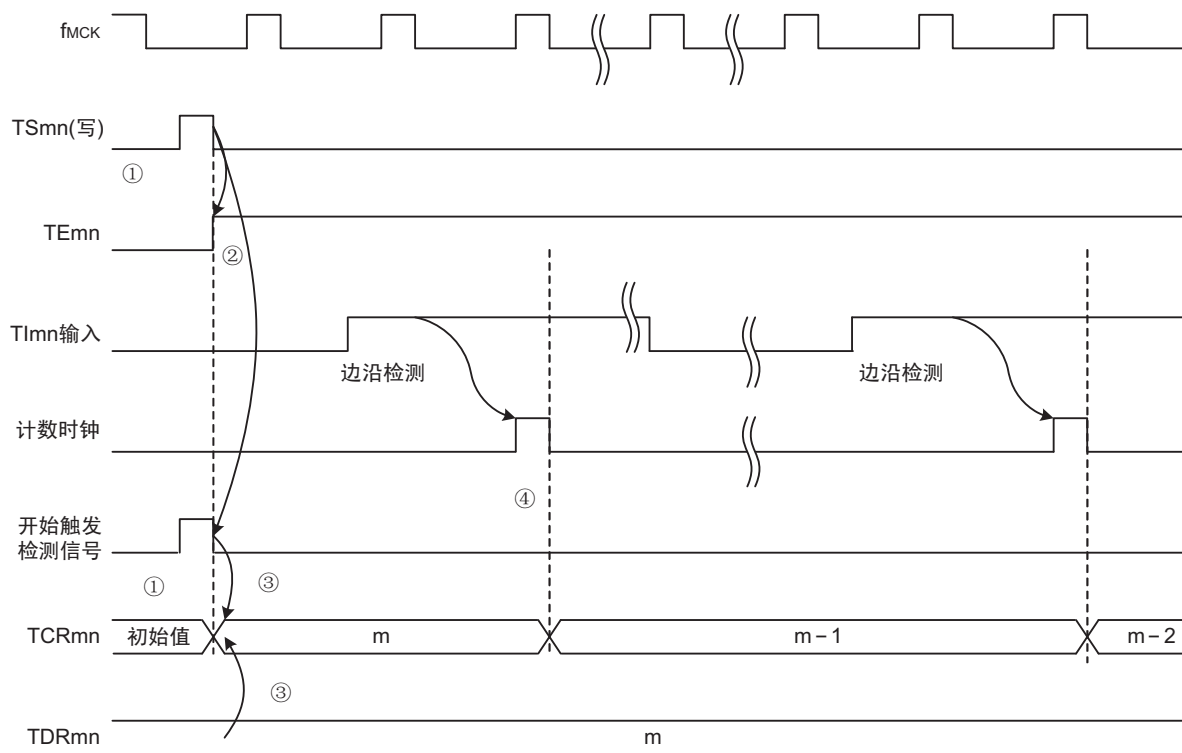 fMCK
TSmn(写)
①
TEmn
②
TImn输入
边沿检测
边沿检测
计数时钟
④
开始触发
检测信号
①
③
TCRmn
初始值
m
m-1
m-2
③
TDRmn
m